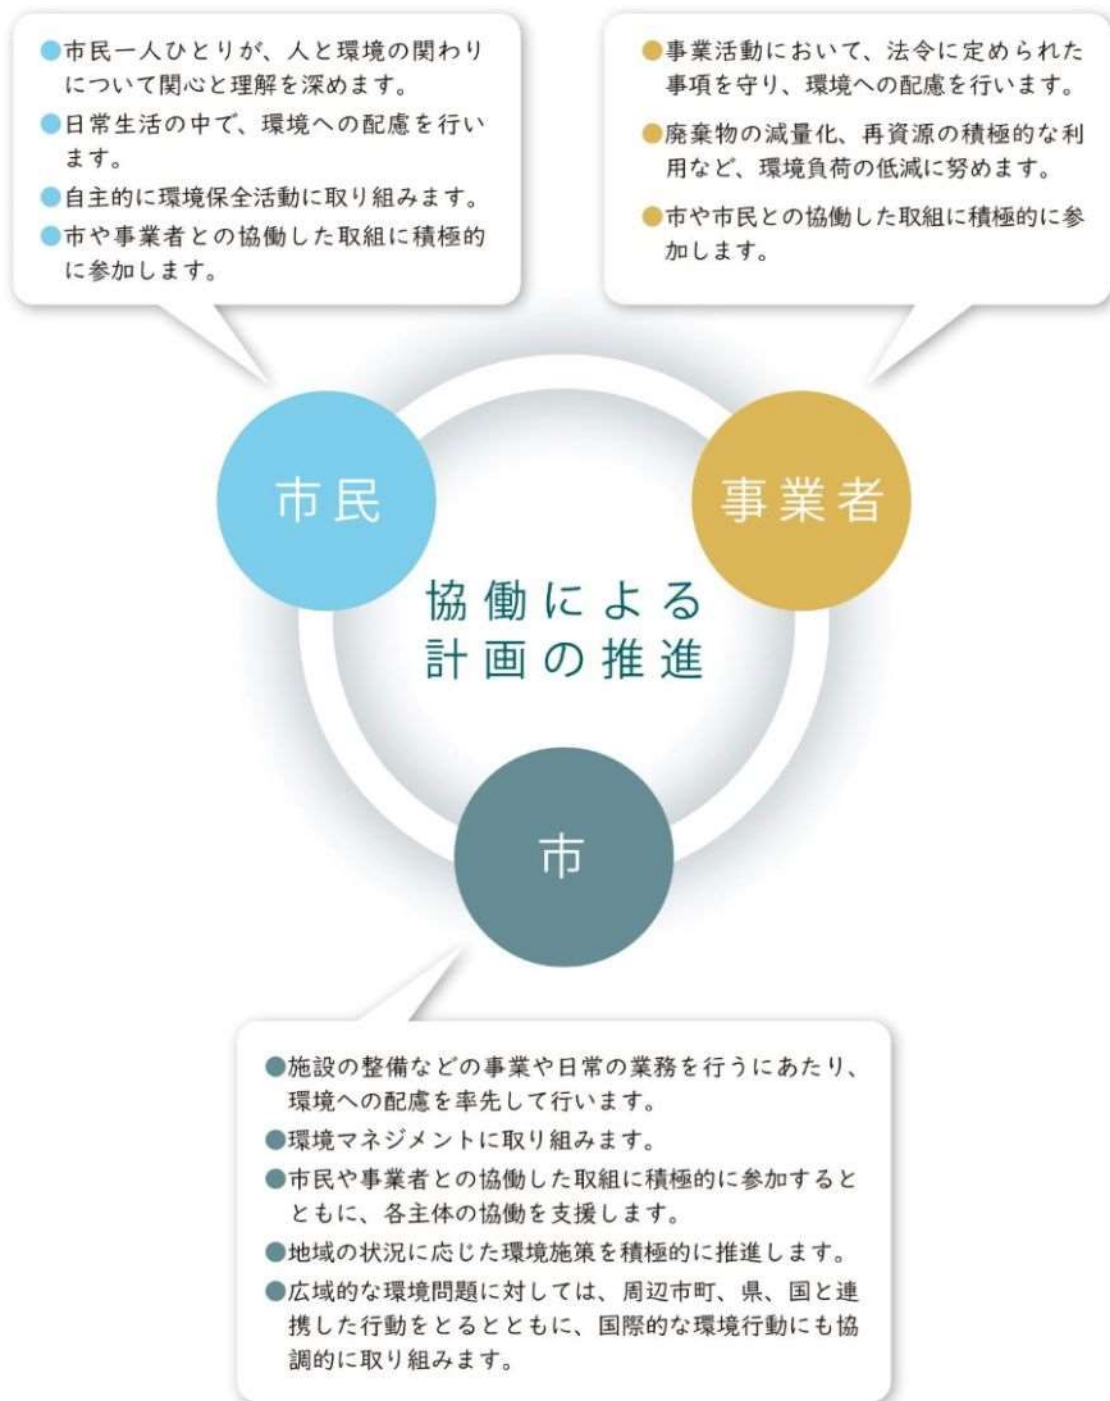 ●市民一人ひとりが、人と環境の関わり
について関心と理解を深めます。
●日常生活の中で、環境への配慮を行い
ます。
●自主的に環境保全活動に取り組みます。
●市や事業者との協働した取組に積極的
に参加します。
●事業活動において、法令に定められた
事項を守り、環境への配慮を行います。
●廃棄物の減量化、再資源の積極的な利
用など、環境負荷の低減に努めます。
●市や市民との協働した取組に積極的に参
加します。
市民
事業者
協働による
計画の推進
市
●施設の整備などの事業や日常の業務を行うにあたり、
環境への配慮を率先して行います。
●環境マネジメントに取り組みます。
●市民や事業者との協働した取組に積極的に参加すると
ともに、各主体の協働を支援します。
●地域の状況に応じた環境施策を積極的に推進します。
●広域的な環境問題に対しては、周辺市町、県、国と連
携した行動をとるとともに、国際的な環境行動にも協
調的に取り組みます。